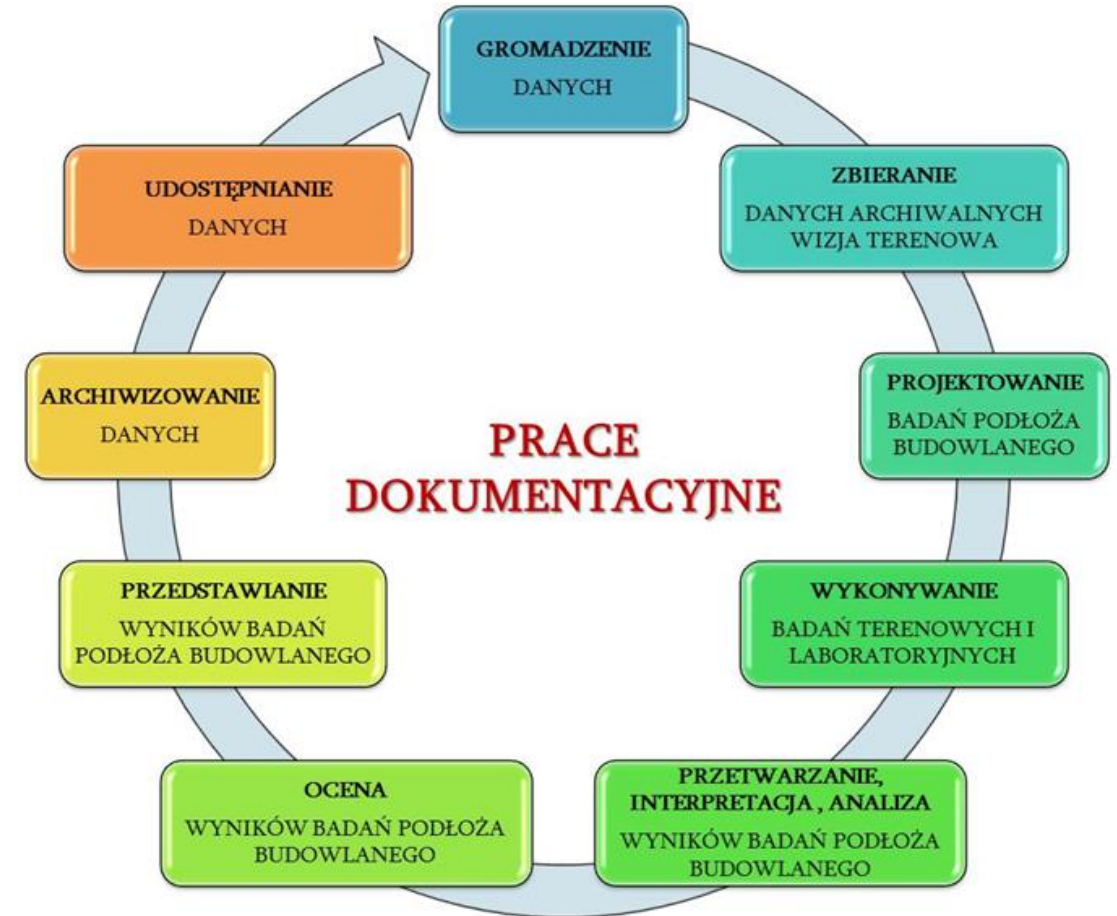 GROMADZENIE
DANYCH
ZBIERANIE
DANYCH ARCHIWALNYCH
WIZJA TERENOWA
PROJEKTOWANIE
BADAŃ PODŁOŻA
BUDOWLANEGO
WYKONYWANIE
BADAŃ TERENOWYCH I
LABORATORYJNYCH
PRZETWARZANIE,
INTERPRETACJA , ANALIZA
WYNIKÓW BADAŃ PODŁOŻA
BUDOWLANEGO
OCENA
WYNIKÓW BADAŃ PODŁOŻA
BUDOWLANEGO
PRZEDSTAWIANIE
WYNIKÓW BADAŃ
PODŁOŻA BUDOWLANEGO
ARCHIWIZOWANIE
DANYCH
UDOSTĘPNIANIE
DANYCH
PRACE
DOKUMENTACYJNE